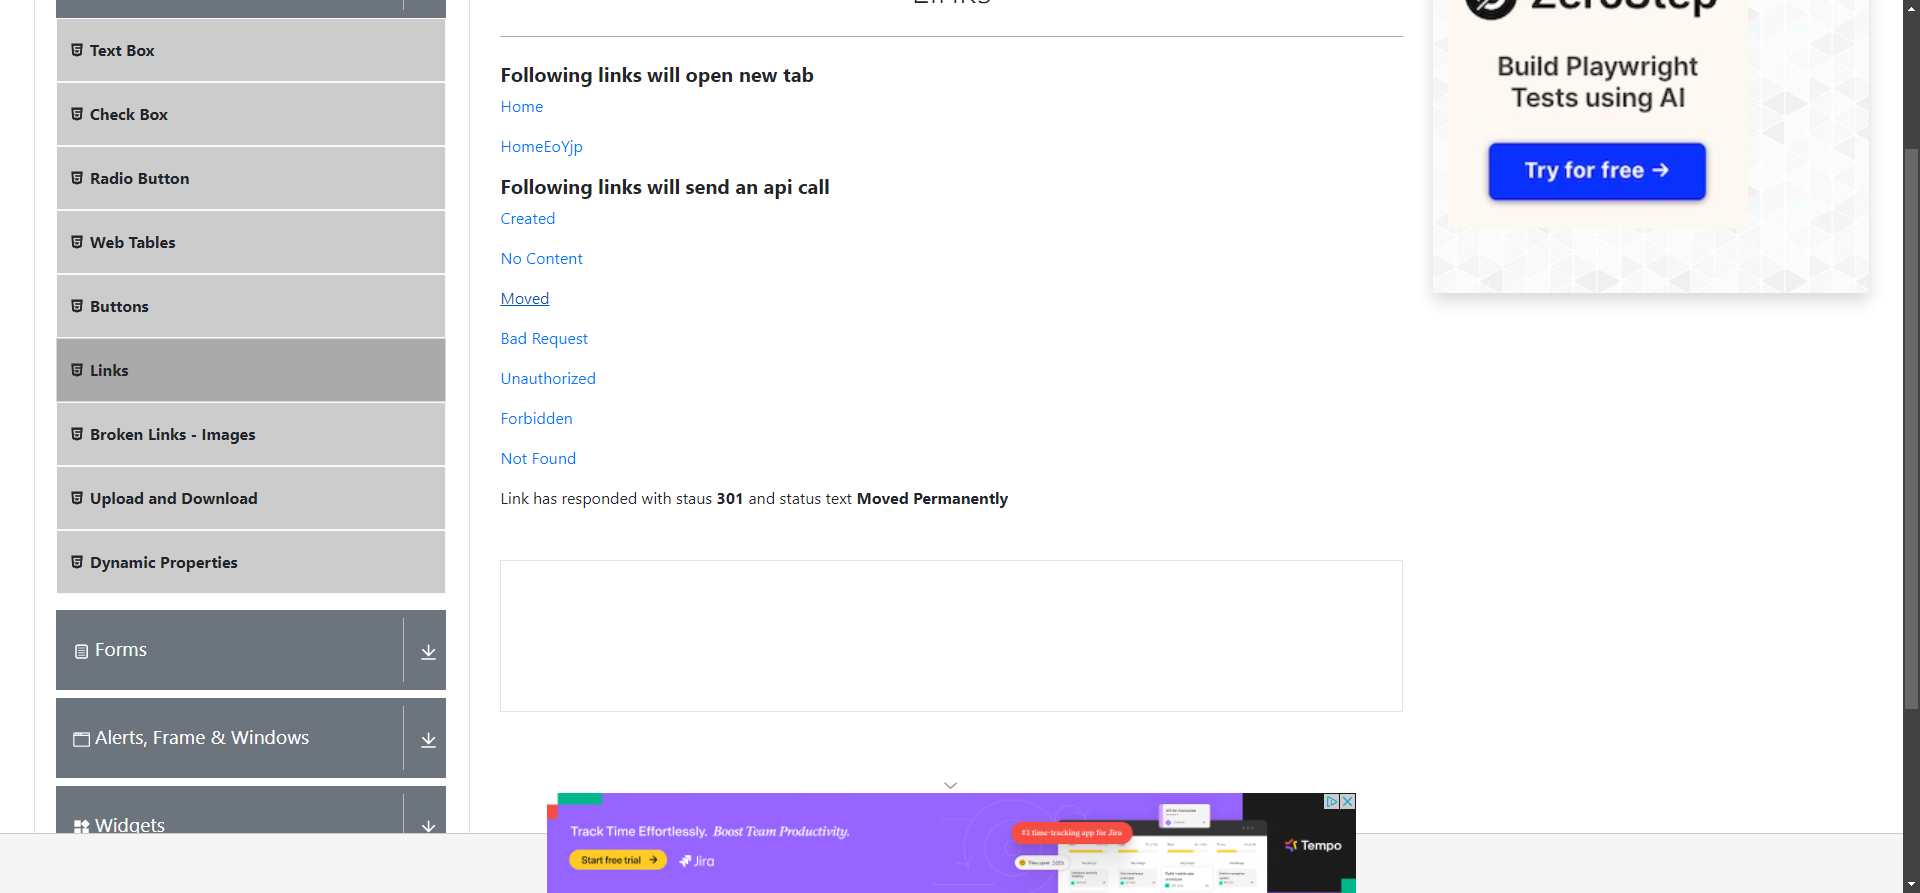 Links
Text Box
Check Box
Radio Button
Web Tables
Buttons
Links
Broken Links - Images
Upload and Download
Dynamic Properties
Forms
Alerts, Frame & Windows
Widgets
Following links will open new tab
Home
HomeEoYjp
Following links will send an api call
Created
No Content
Moved
Bad Request
Unauthorized
Forbidden
Not Found
Link has responded with staus 301 and status text Moved Permanently
ZeroStep
Build Playwright
Tests using AI
Try for free →
Track Time Effortlessly. Boost Team Productivity.
Start free trial →
Jira
#1 time-tracking app for Jira
Tempo